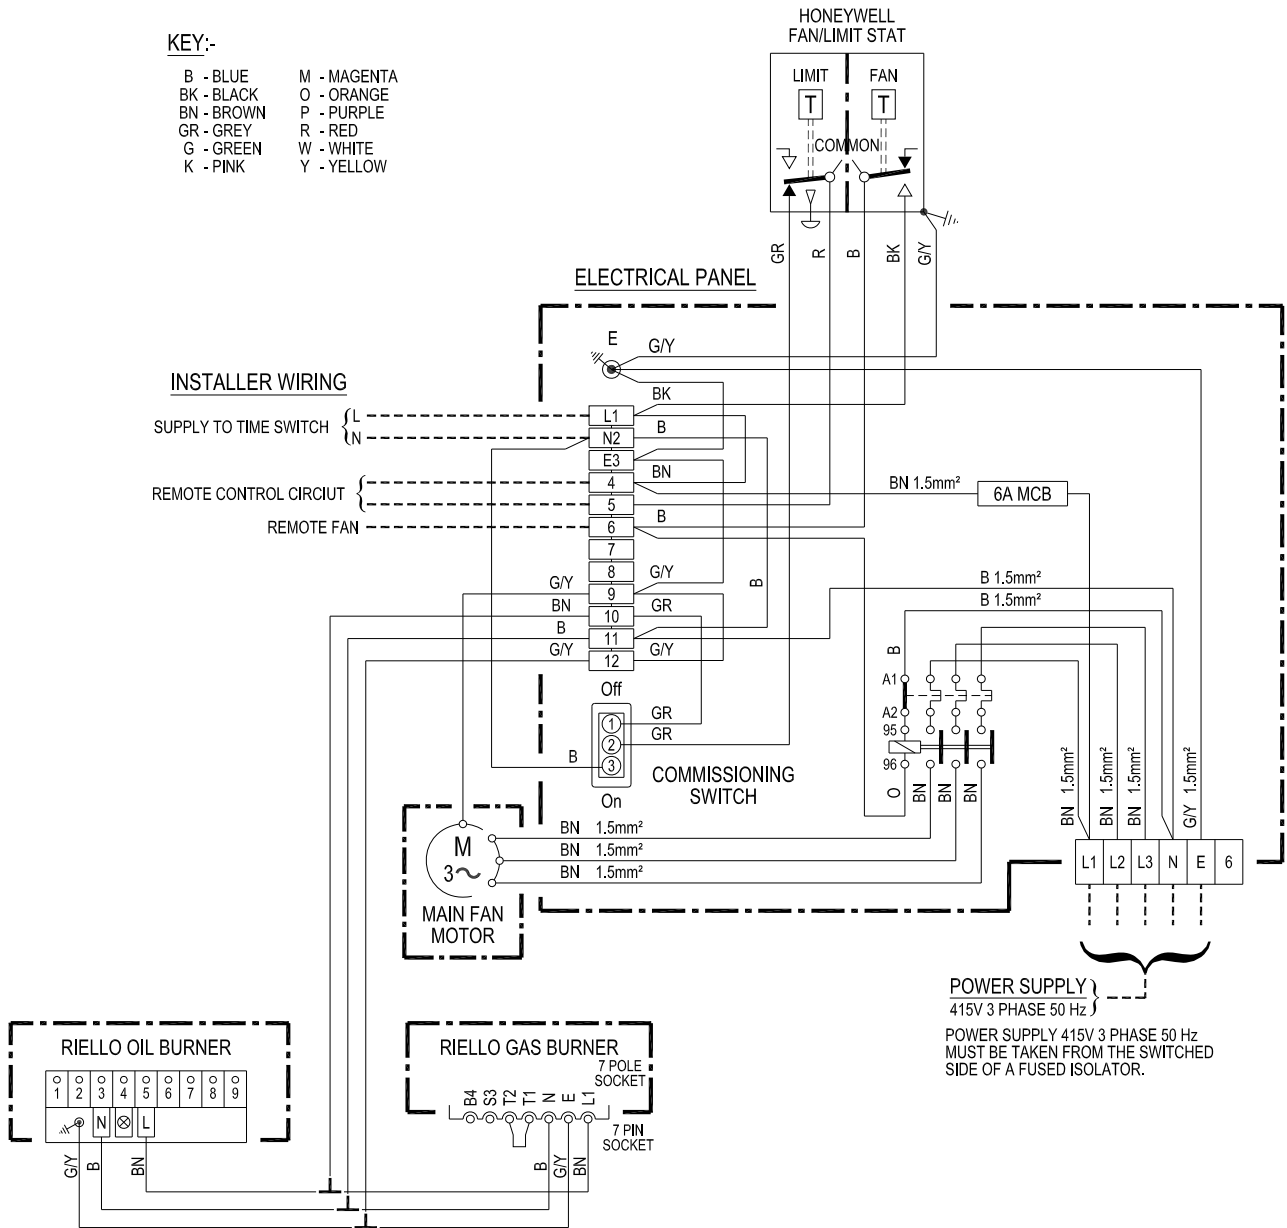 HONEYWELL
FAN/LIMIT STAT
KEY:-
B - BLUE
BK - BLACK
BN - BROWN
GR - GREY
G - GREEN
K - PINK
M - MAGENTA
O - ORANGE
P - PURPLE
R - RED
W - WHITE
Y - YELLOW
LIMIT
FAN
T
T
COMMON
GR
R
B
BK
G/Y
ELECTRICAL PANEL
E
G/Y
INSTALLER WIRING
SUPPLY TO TIME SWITCH
L
N
REMOTE CONTROL CIRCIUT
REMOTE FAN
L1
N2
E3
4
5
6
7
8
9
10
11
12
BK
B
BN
B
G/Y
GR
G/Y
B
G/Y
BN
B
G/Y
BN 1.5mm²
6A MCB
B 1.5mm²
B 1.5mm²
B
A1
A2
95
96
O
BN
BN
BN
Off
1
2
3
On
GR
GR
B
COMMISSIONING
SWITCH
BN 1.5mm²
BN 1.5mm²
BN 1.5mm²
G/Y 1.5mm²
L1
L2
L3
N
E
6
M
3~
MAIN FAN
MOTOR
BN 1.5mm²
BN 1.5mm²
BN 1.5mm²
POWER SUPPLY
415V 3 PHASE 50 Hz
POWER SUPPLY 415V 3 PHASE 50 Hz
MUST BE TAKEN FROM THE SWITCHED
SIDE OF A FUSED ISOLATOR.
RIELLO OIL BURNER
1 2 3 4 5 6 7 8 9
N
L
G/Y
B
BN
RIELLO GAS BURNER
7 POLE
SOCKET
B4
S3
T2
T1
N
E
L1
7 PIN
SOCKET
B
G/Y
BN